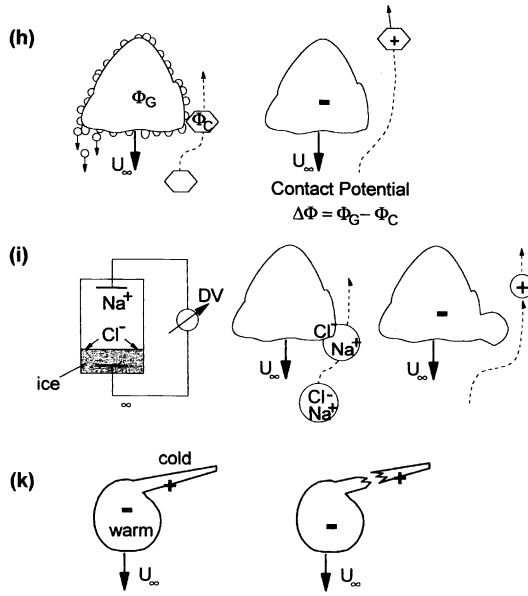 (h)
Φ_G
Φ_C
U_∞
+
-
U_∞
Contact Potential
ΔΦ = Φ_G − Φ_C
(i)
Na⁺
Cl⁻
ice
∞
DV
Cl⁻
Na⁺
Cl⁻
Na⁺
U_∞
-
+
U_∞
(k)
cold
+
-
warm
U_∞
+
-
U_∞